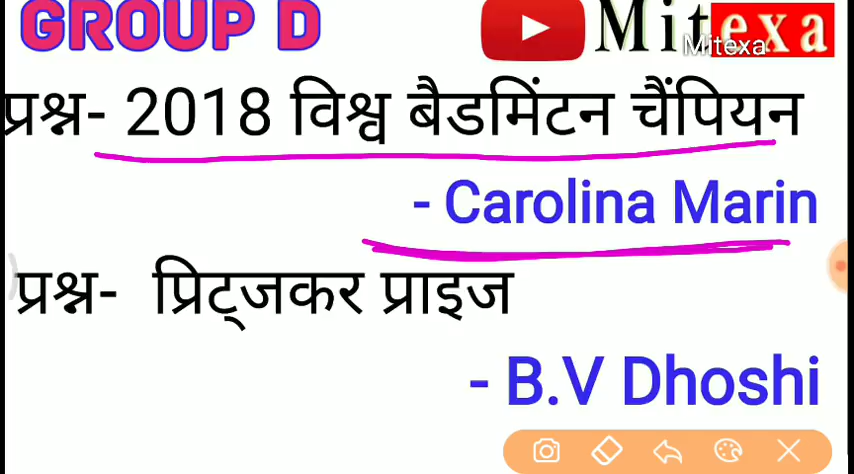 GROUP D
Mitexa
Mitexa
प्रश्न- 2018 विश्व बैडमिंटन चैंपियन
- Carolina Marin
प्रश्न- प्रिट्जकर प्राइज
- B.V Dhoshi